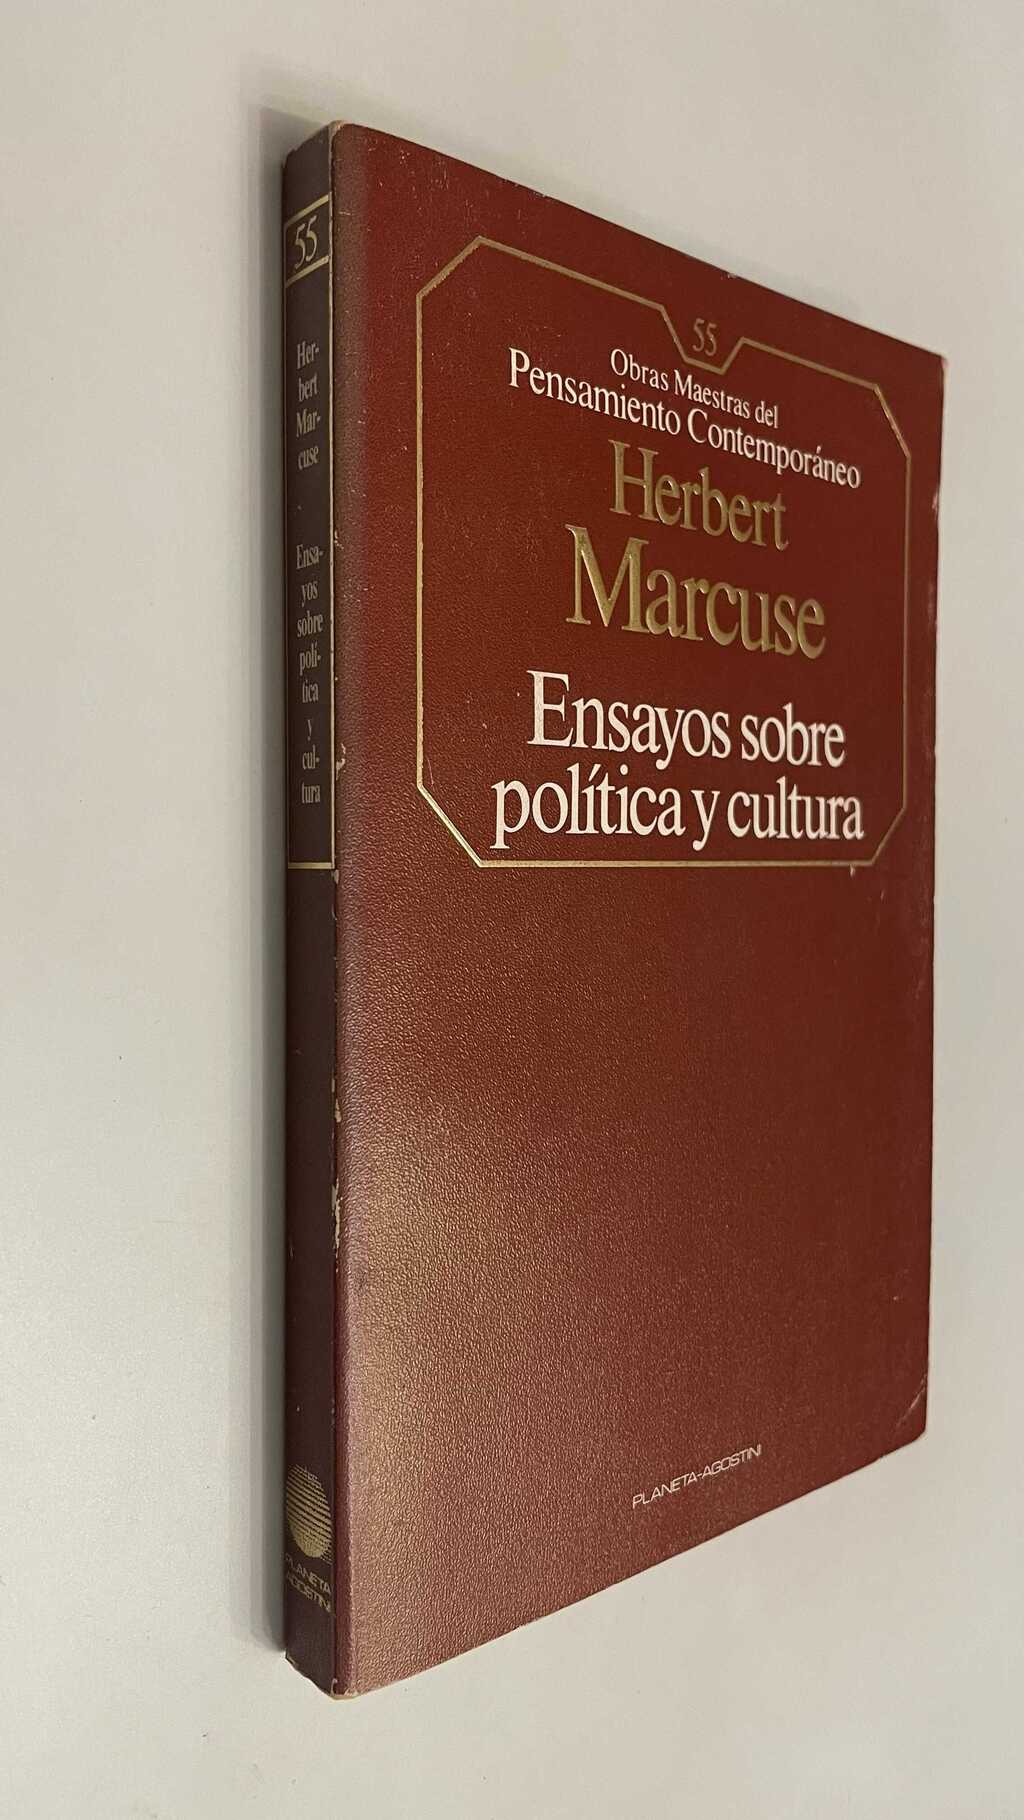 55
Her-
bert
Mar-
cuse
Ensa-
yos
sobre
polí-
tica
y
cul-
tura
PLANETA
AGOSTINI
55
Obras Maestras del
Pensamiento Contemporáneo
Herbert
Marcuse
Ensayos sobre
política y cultura
PLANETA-AGOSTINI